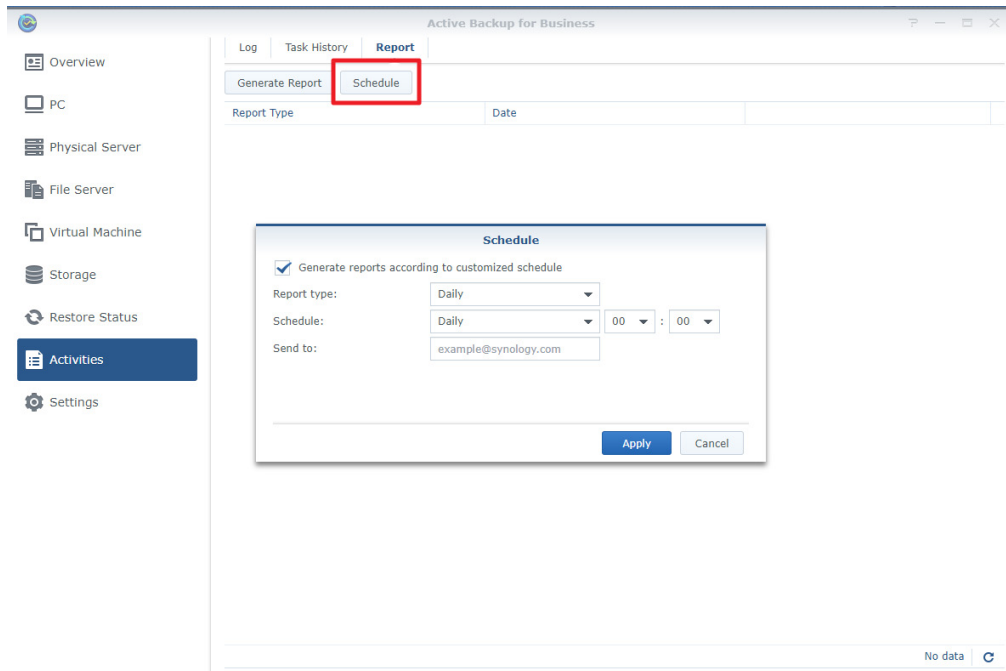 Active Backup for Business
Overview
PC
Physical Server
File Server
Virtual Machine
Storage
Restore Status
Activities
Settings
Log Task History Report
Generate Report Schedule
Report Type Date
Schedule
Generate reports according to customized schedule
Report type: Daily
Schedule: Daily 00 : 00
Send to: example@synology.com
Apply Cancel
No data